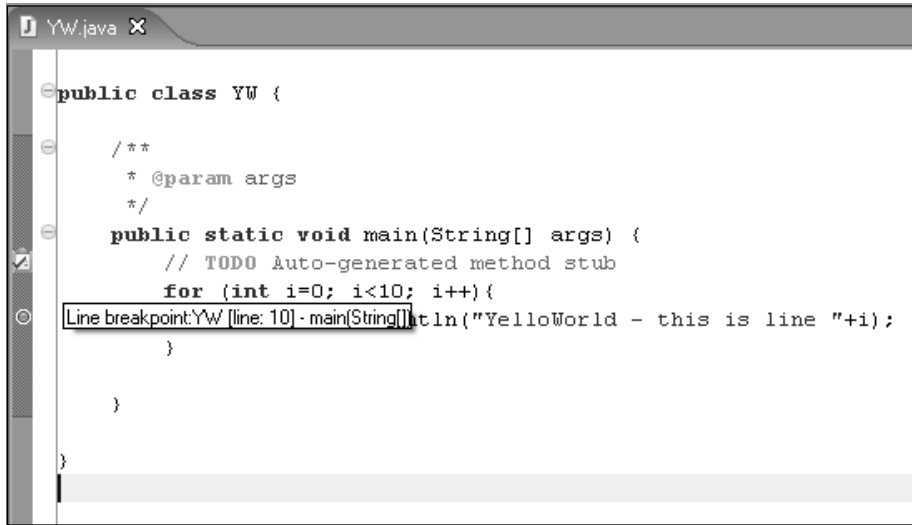 YW.java
public class YW {
/**
* @param args
*/
public static void main(String[] args) {
// TODO Auto-generated method stub
for (int i=0; i<10; i++){
Line breakpoint:YW [line: 10] - main(String[])
tln("YelloWorld - this is line "+i);
}
}
}